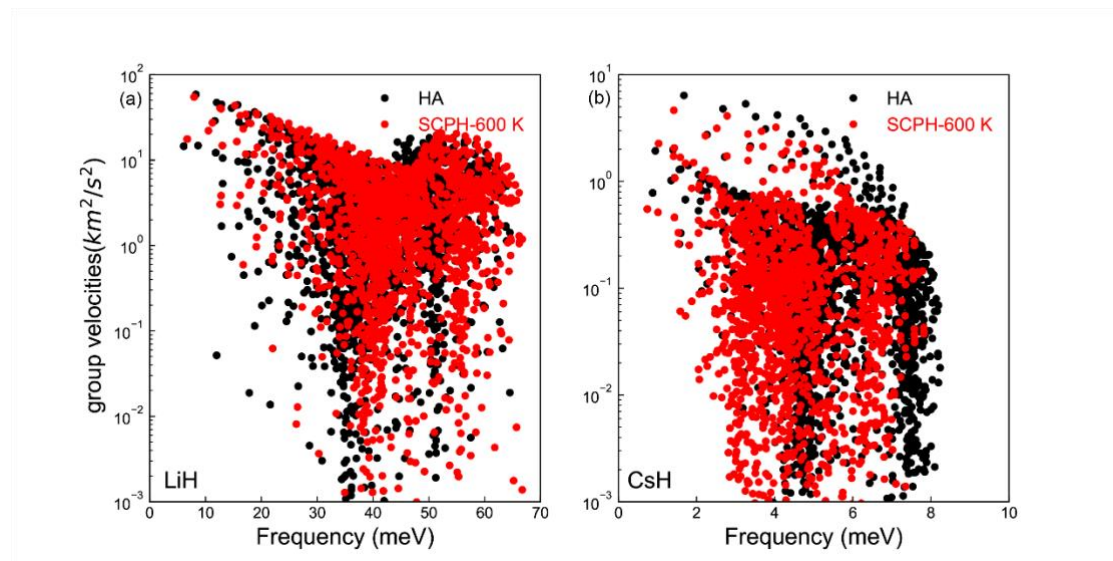 (a)
HA
SCPH-600 K
LiH
group velocities(km²/s²)
10²
10¹
10⁰
10⁻¹
10⁻²
10⁻³
0 10 20 30 40 50 60 70
Frequency (meV)
(b)
HA
SCPH-600 K
CsH
10¹
10⁰
10⁻¹
10⁻²
10⁻³
0 2 4 6 8 10
Frequency (meV)